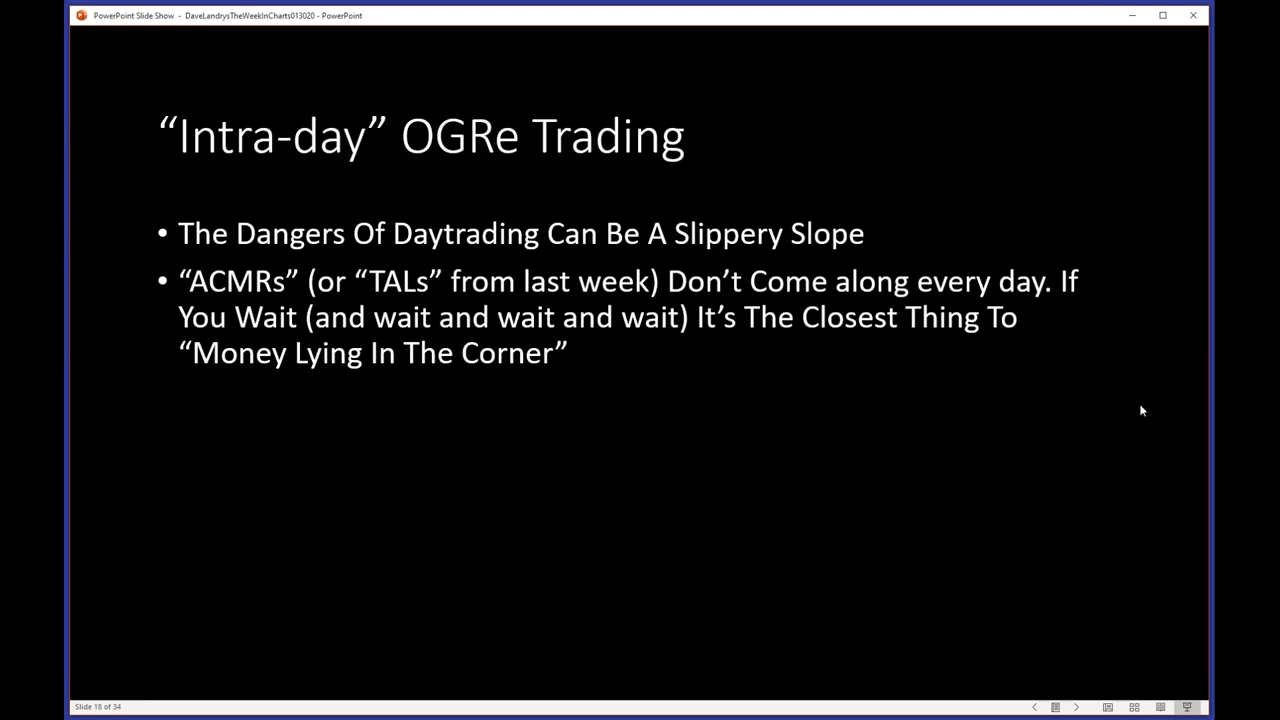 PowerPoint Slide Show - DaveLandrysTheWeekInCharts013020 - PowerPoint
“Intra-day” OGRe Trading
• The Dangers Of Daytrading Can Be A Slippery Slope
• “ACMRs” (or “TALs” from last week) Don’t Come along every day. If
You Wait (and wait and wait and wait) It’s The Closest Thing To
“Money Lying In The Corner”
Slide 18 of 34